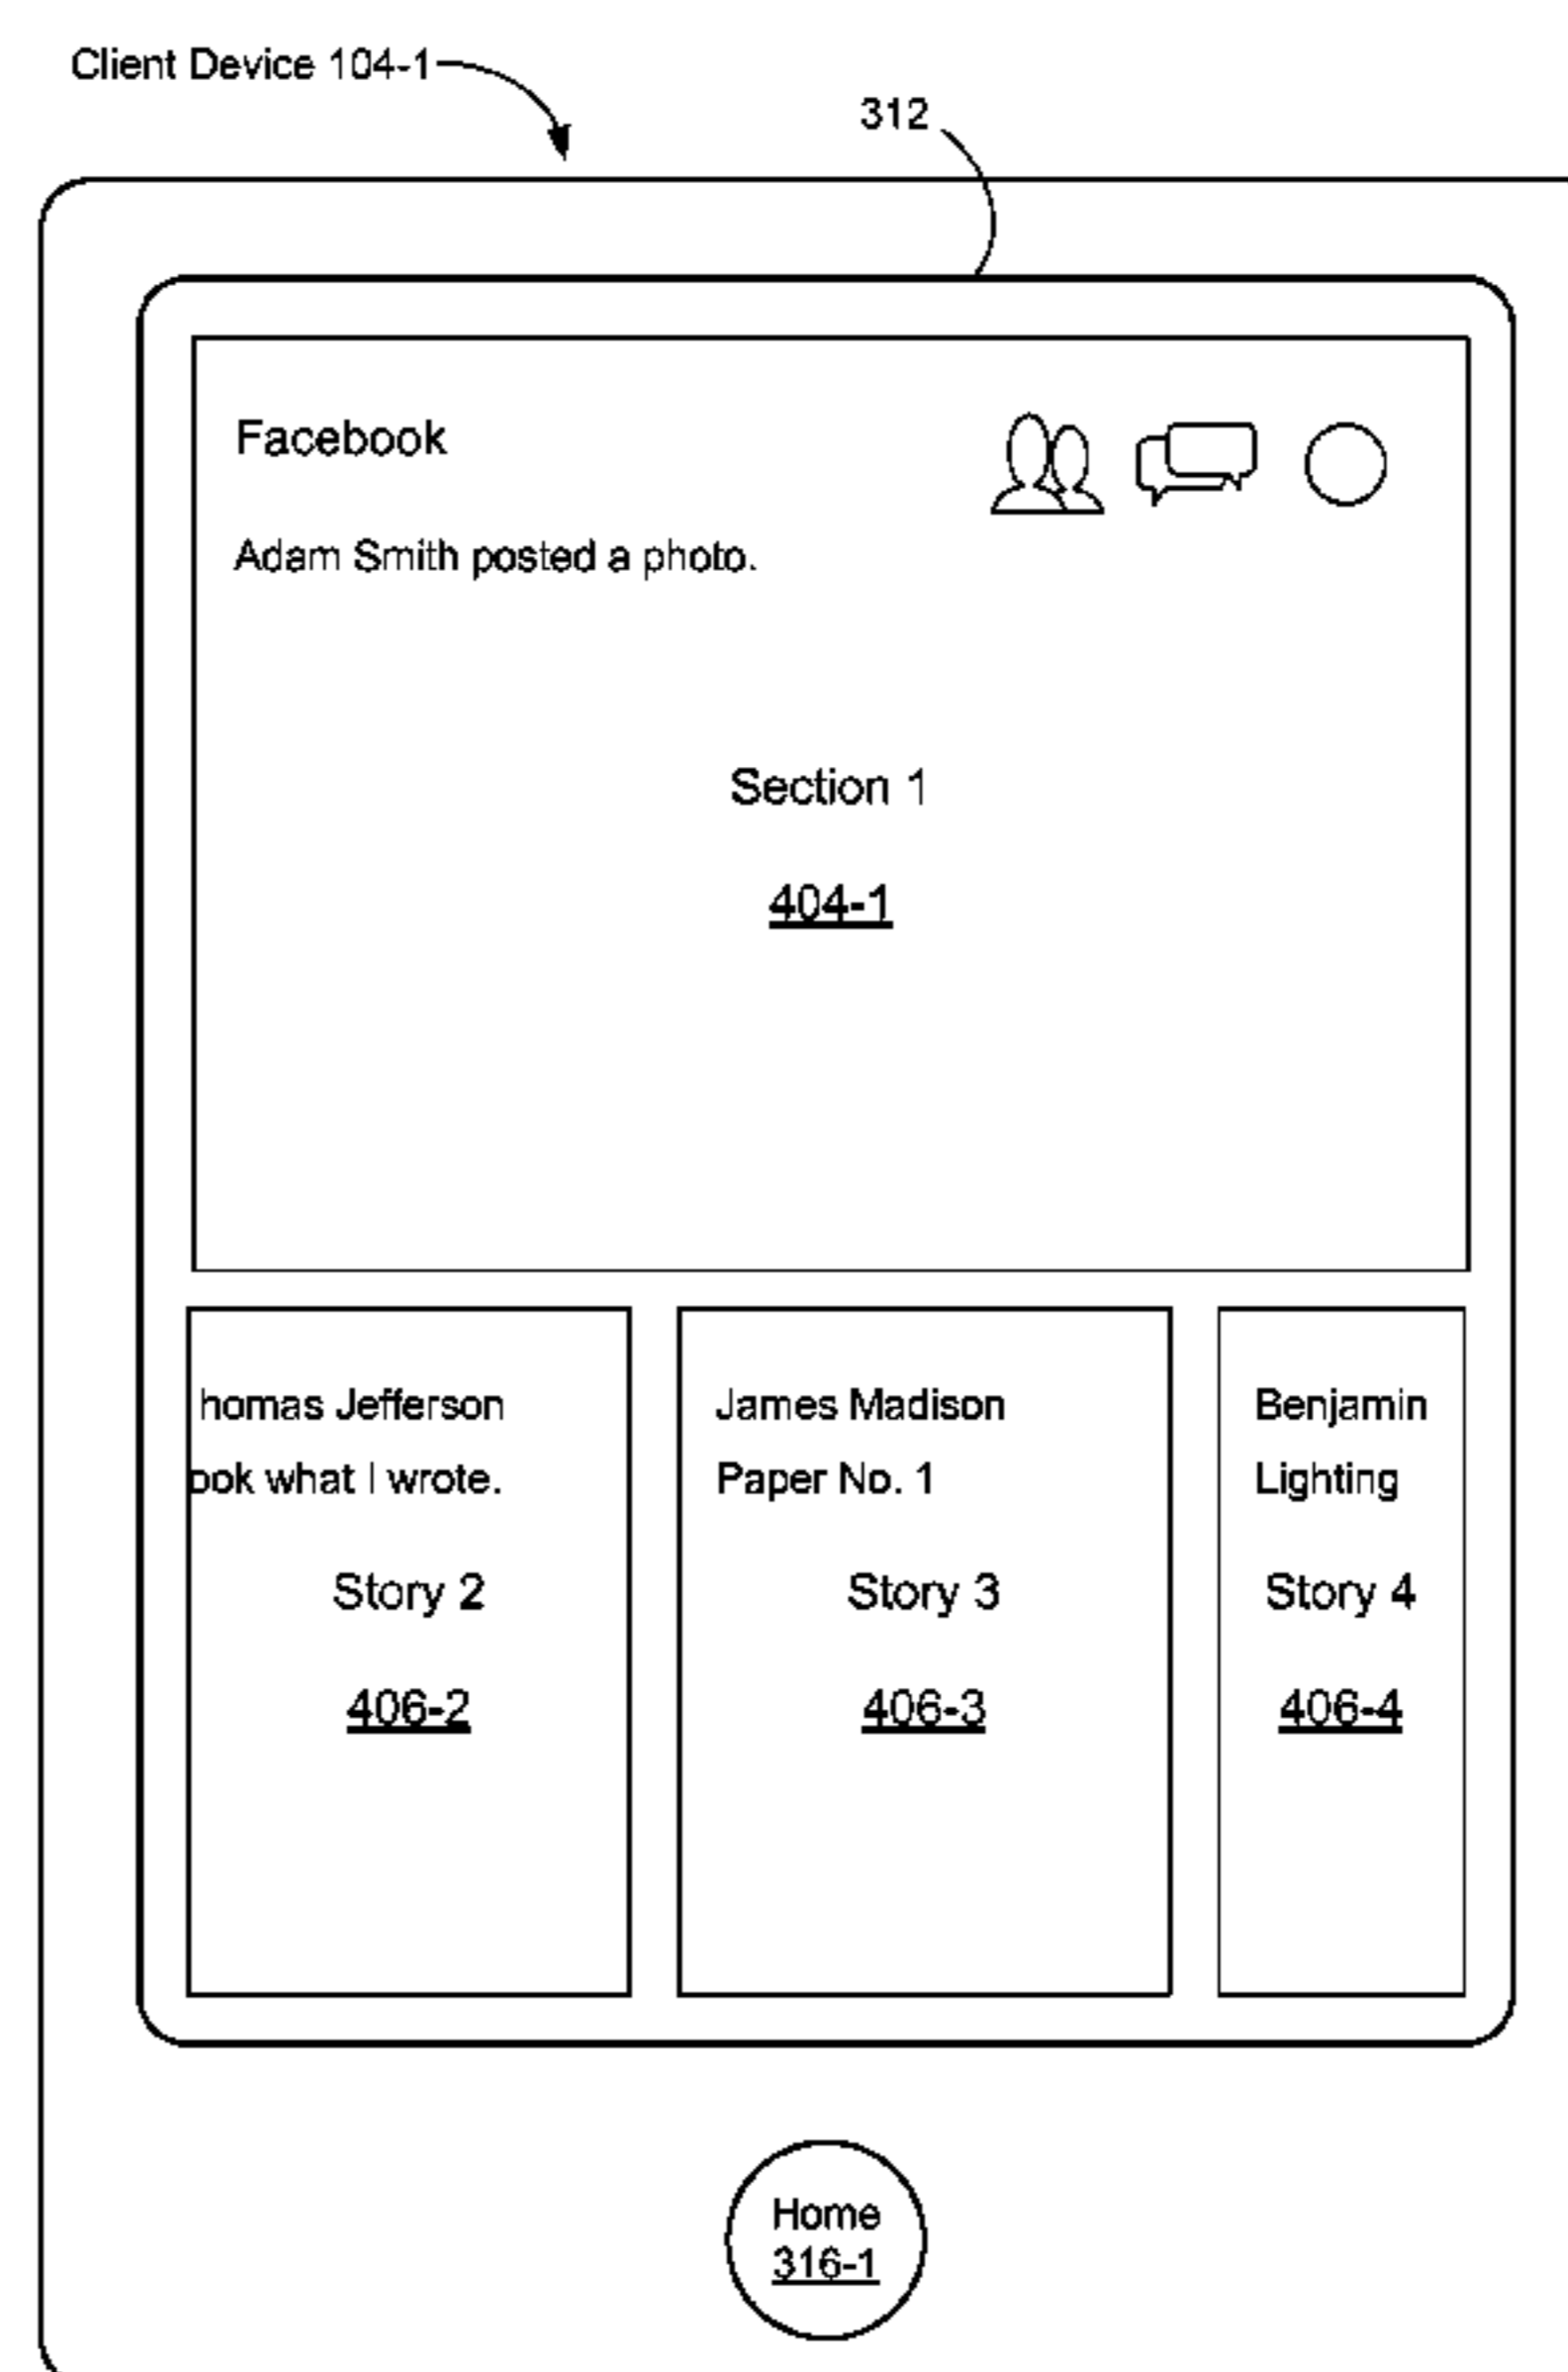 Client Device 104-1
312
Facebook
Adam Smith posted a photo.
Section 1
404-1
homas Jefferson
ook what I wrote.
Story 2
406-2
James Madison
Paper No. 1
Story 3
406-3
Benjamin
Lighting
Story 4
406-4
Home
316-1